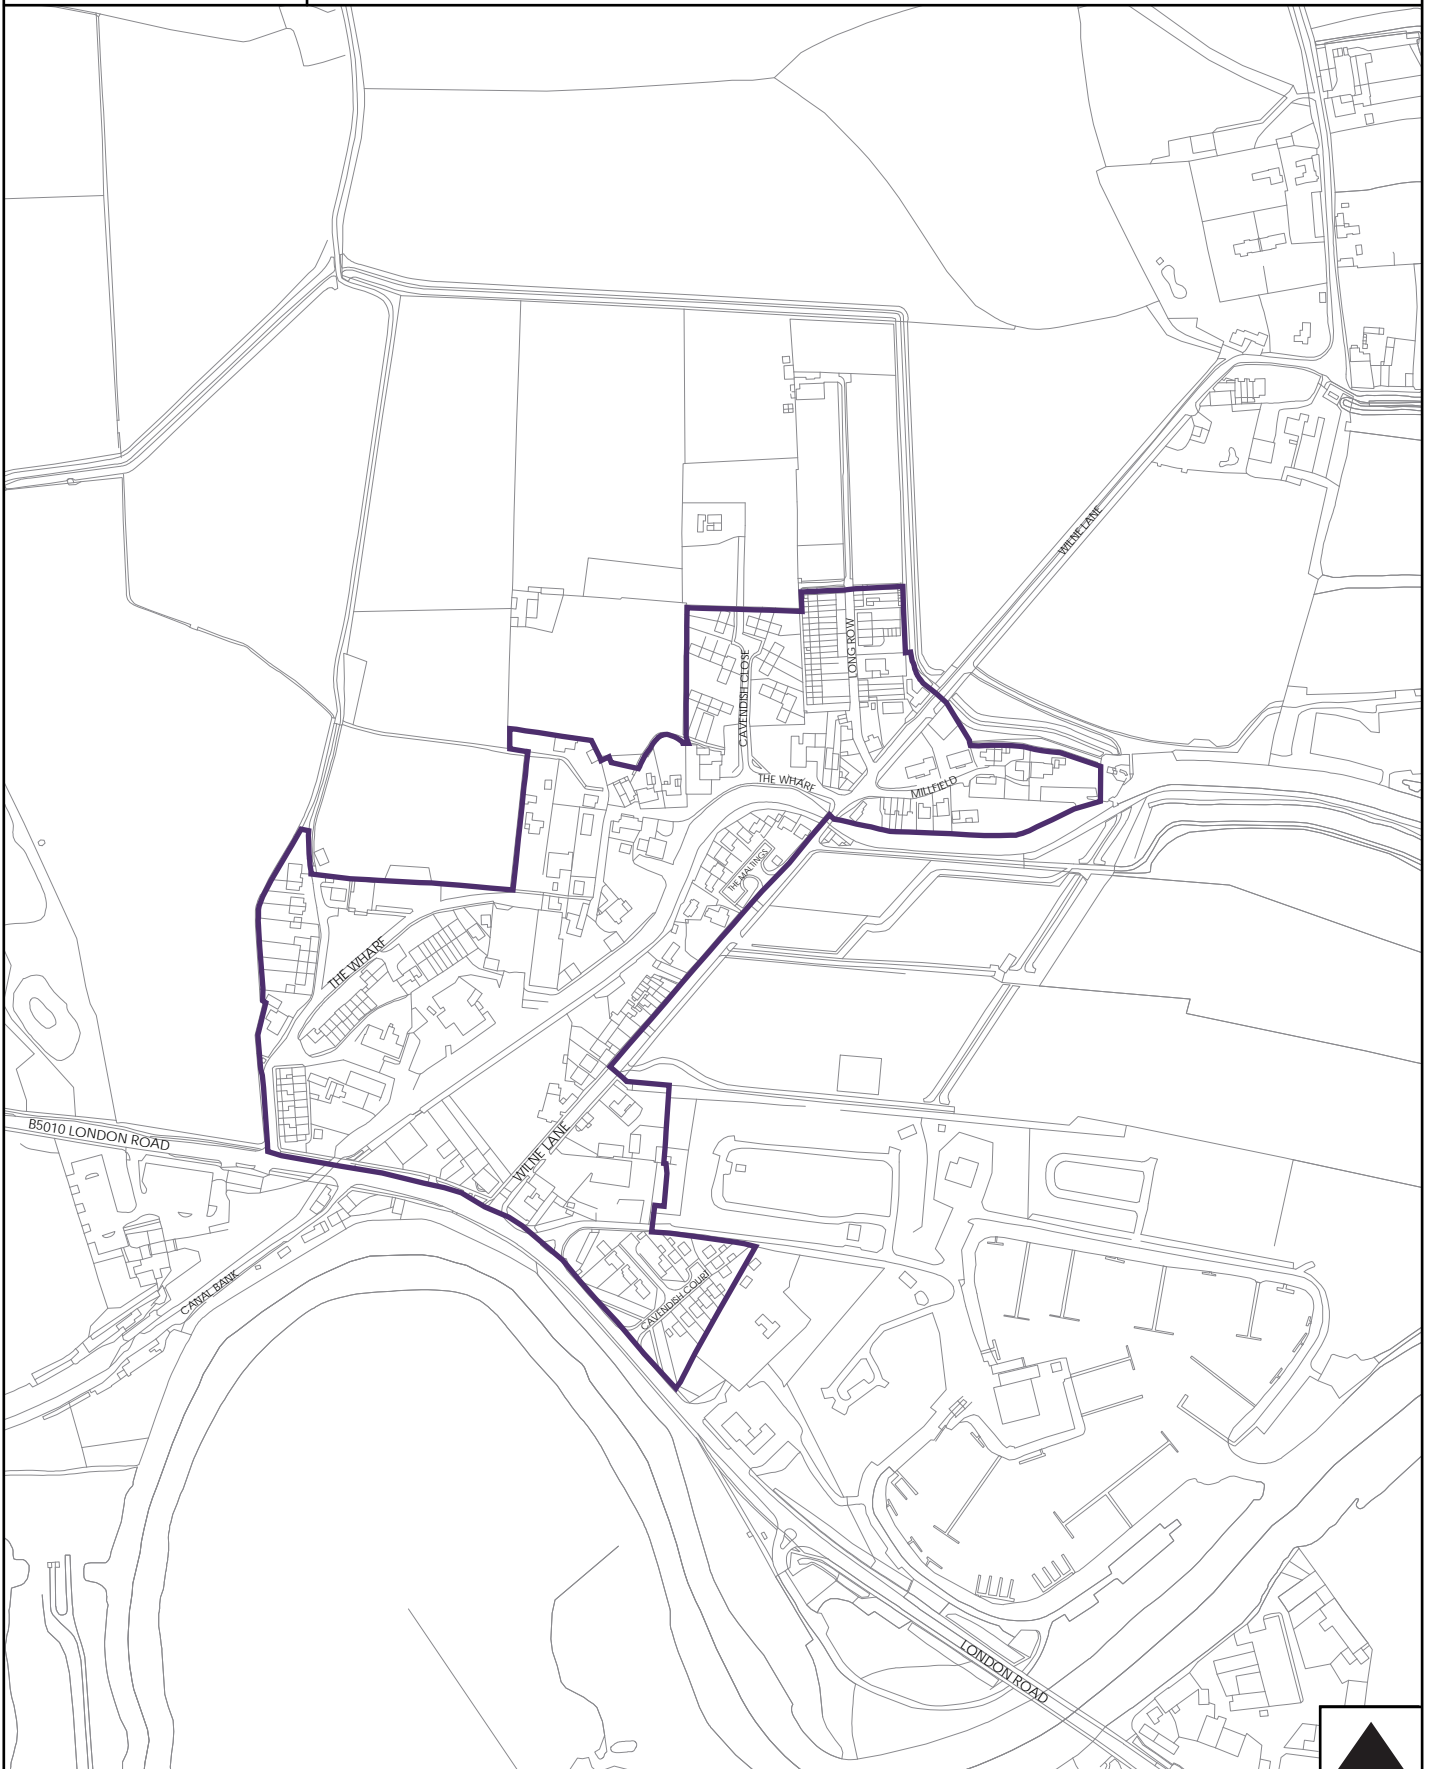 WILNE LANE
LONG ROW
CAVENDISH CLOSE
THE WHARF
MILLFIELD
THE MALTINGS
THE WHARF
B5010 LONDON ROAD
WILNE LANE
CANAL BANK
CAVENDISH COURT
LONDON ROAD